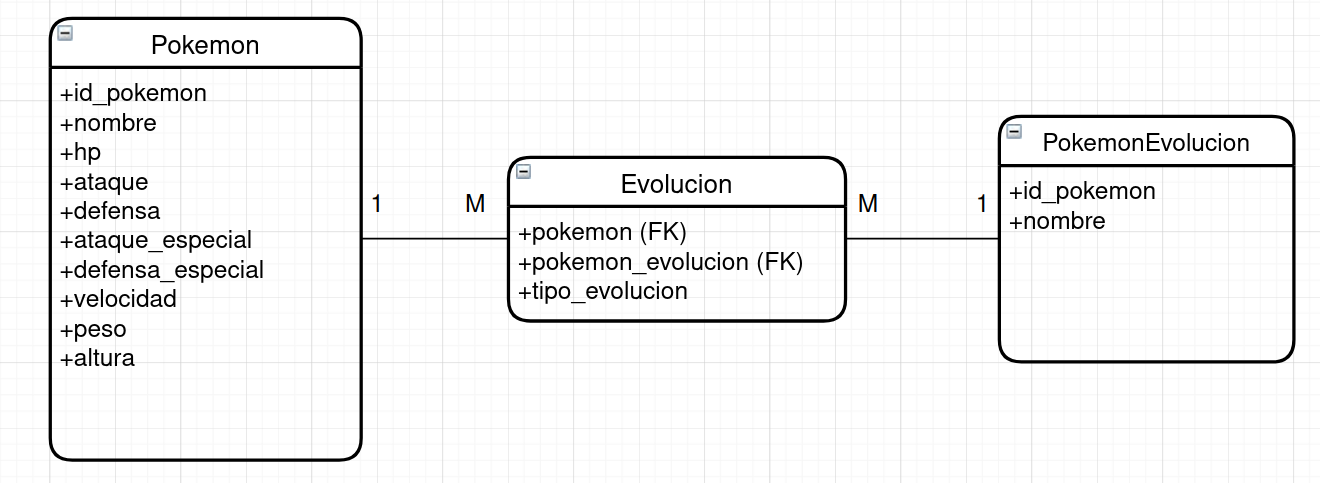 Pokemon
+id_pokemon
+nombre
+hp
+ataque
+defensa
+ataque_especial
+defensa_especial
+velocidad
+peso
+altura
1
M
Evolucion
+pokemon (FK)
+pokemon_evolucion (FK)
+tipo_evolucion
M
1
PokemonEvolucion
+id_pokemon
+nombre